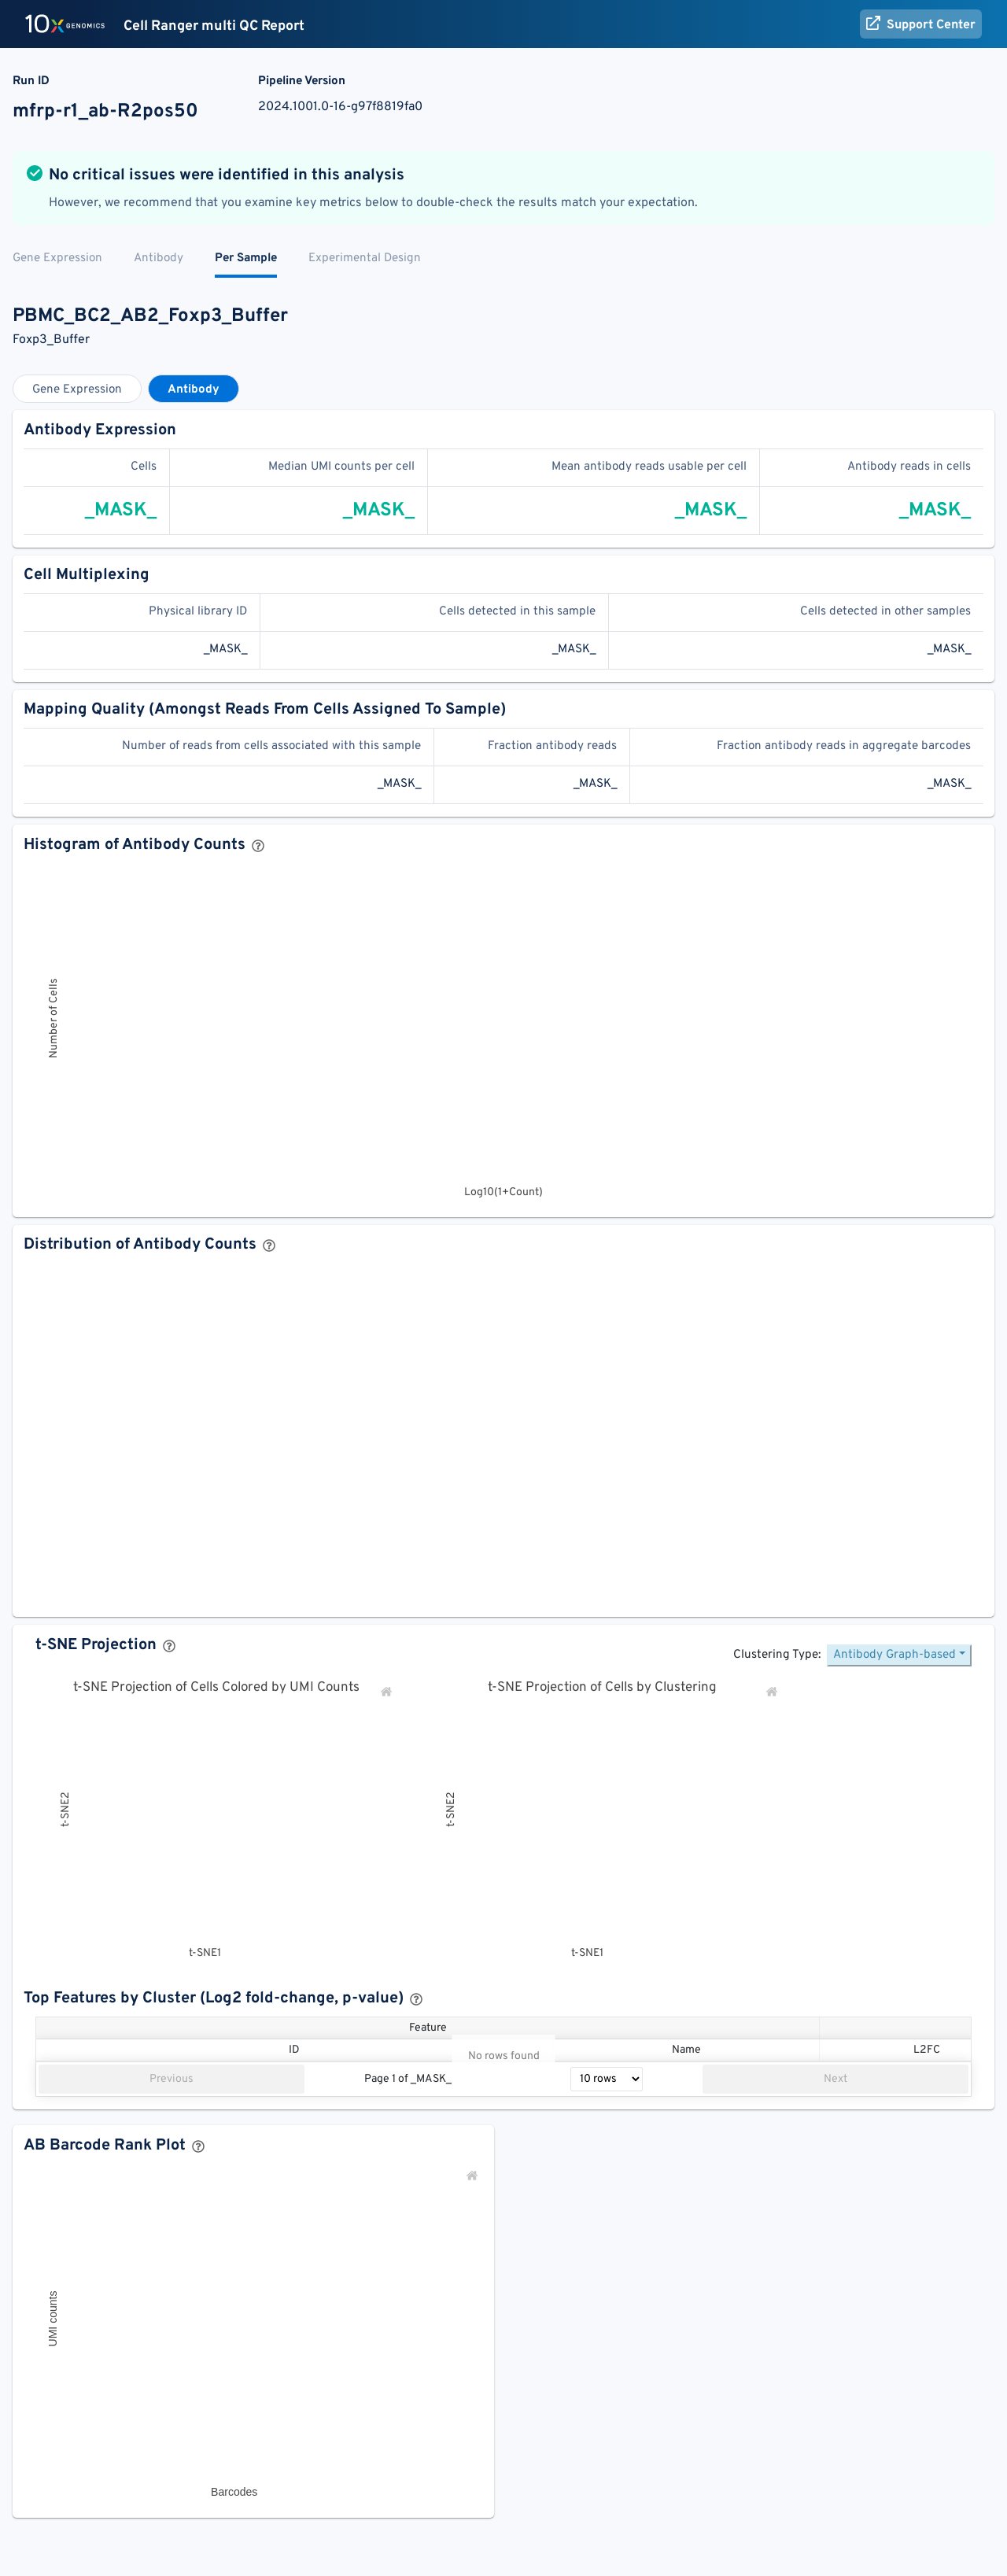 10x GENOMICS Cell Ranger multi QC Report Support Center
Run ID Pipeline Version
mfrp-r1_ab-R2pos50 2024.1001.0-16-g97f8819fa0
No critical issues were identified in this analysis
However, we recommend that you examine key metrics below to double-check the results match your expectation.
Gene Expression Antibody Per Sample Experimental Design
PBMC_BC2_AB2_Foxp3_Buffer
Foxp3_Buffer
Gene Expression Antibody
Antibody Expression
Cells Median UMI counts per cell Mean antibody reads usable per cell Antibody reads in cells
_MASK_ _MASK_ _MASK_ _MASK_
Cell Multiplexing
Physical library ID Cells detected in this sample Cells detected in other samples
_MASK_ _MASK_ _MASK_
Mapping Quality (Amongst Reads From Cells Assigned To Sample)
Number of reads from cells associated with this sample Fraction antibody reads Fraction antibody reads in aggregate barcodes
_MASK_ _MASK_ _MASK_
Histogram of Antibody Counts ?
Number of Cells
Log10(1+Count)
Distribution of Antibody Counts ?
t-SNE Projection ?
Clustering Type: Antibody Graph-based
t-SNE Projection of Cells Colored by UMI Counts t-SNE Projection of Cells by Clustering
t-SNE2 t-SNE2
t-SNE1 t-SNE1
Top Features by Cluster (Log2 fold-change, p-value) ?
Feature
ID Name L2FC
No rows found
Previous Page 1 of _MASK_ 10 rows Next
AB Barcode Rank Plot ?
UMI counts
Barcodes